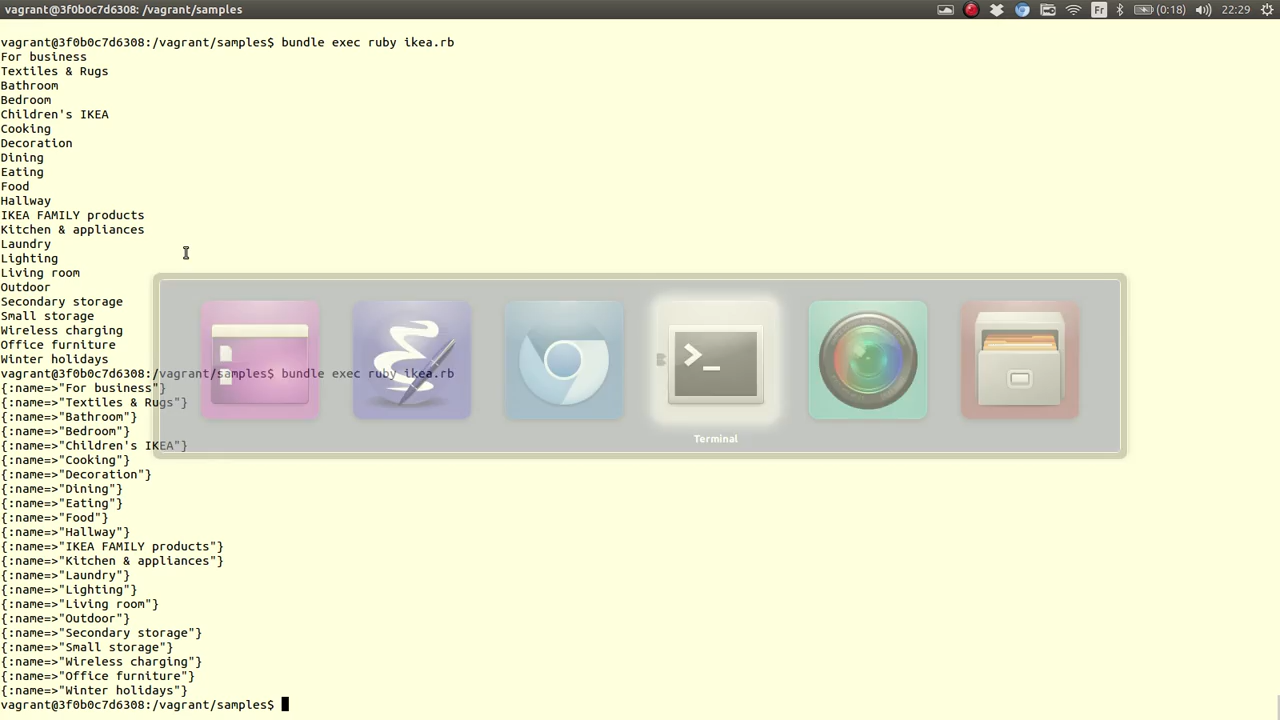 vagrant@3f0b0c7d6308: /vagrant/samples
Fr
(0:18)
22:29
vagrant@3f0b0c7d6308:/vagrant/samples$ bundle exec ruby ikea.rb
For business
Textiles & Rugs
Bathroom
Bedroom
Children's IKEA
Cooking
Decoration
Dining
Eating
Food
Hallway
IKEA FAMILY products
Kitchen & appliances
Laundry
Lighting
Living room
Outdoor
Secondary storage
Small storage
Wireless charging
Office furniture
Winter holidays
vagrant@3f0b0c7d6308:/vagrant/samples$ bundle exec ruby ikea.rb
{:name=>"For business"}
{:name=>"Textiles & Rugs"}
{:name=>"Bathroom"}
{:name=>"Bedroom"}
{:name=>"Children's IKEA"}
{:name=>"Cooking"}
{:name=>"Decoration"}
{:name=>"Dining"}
{:name=>"Eating"}
{:name=>"Food"}
{:name=>"Hallway"}
{:name=>"IKEA FAMILY products"}
{:name=>"Kitchen & appliances"}
{:name=>"Laundry"}
{:name=>"Lighting"}
{:name=>"Living room"}
{:name=>"Outdoor"}
{:name=>"Secondary storage"}
{:name=>"Small storage"}
{:name=>"Wireless charging"}
{:name=>"Office furniture"}
{:name=>"Winter holidays"}
vagrant@3f0b0c7d6308:/vagrant/samples$
Terminal